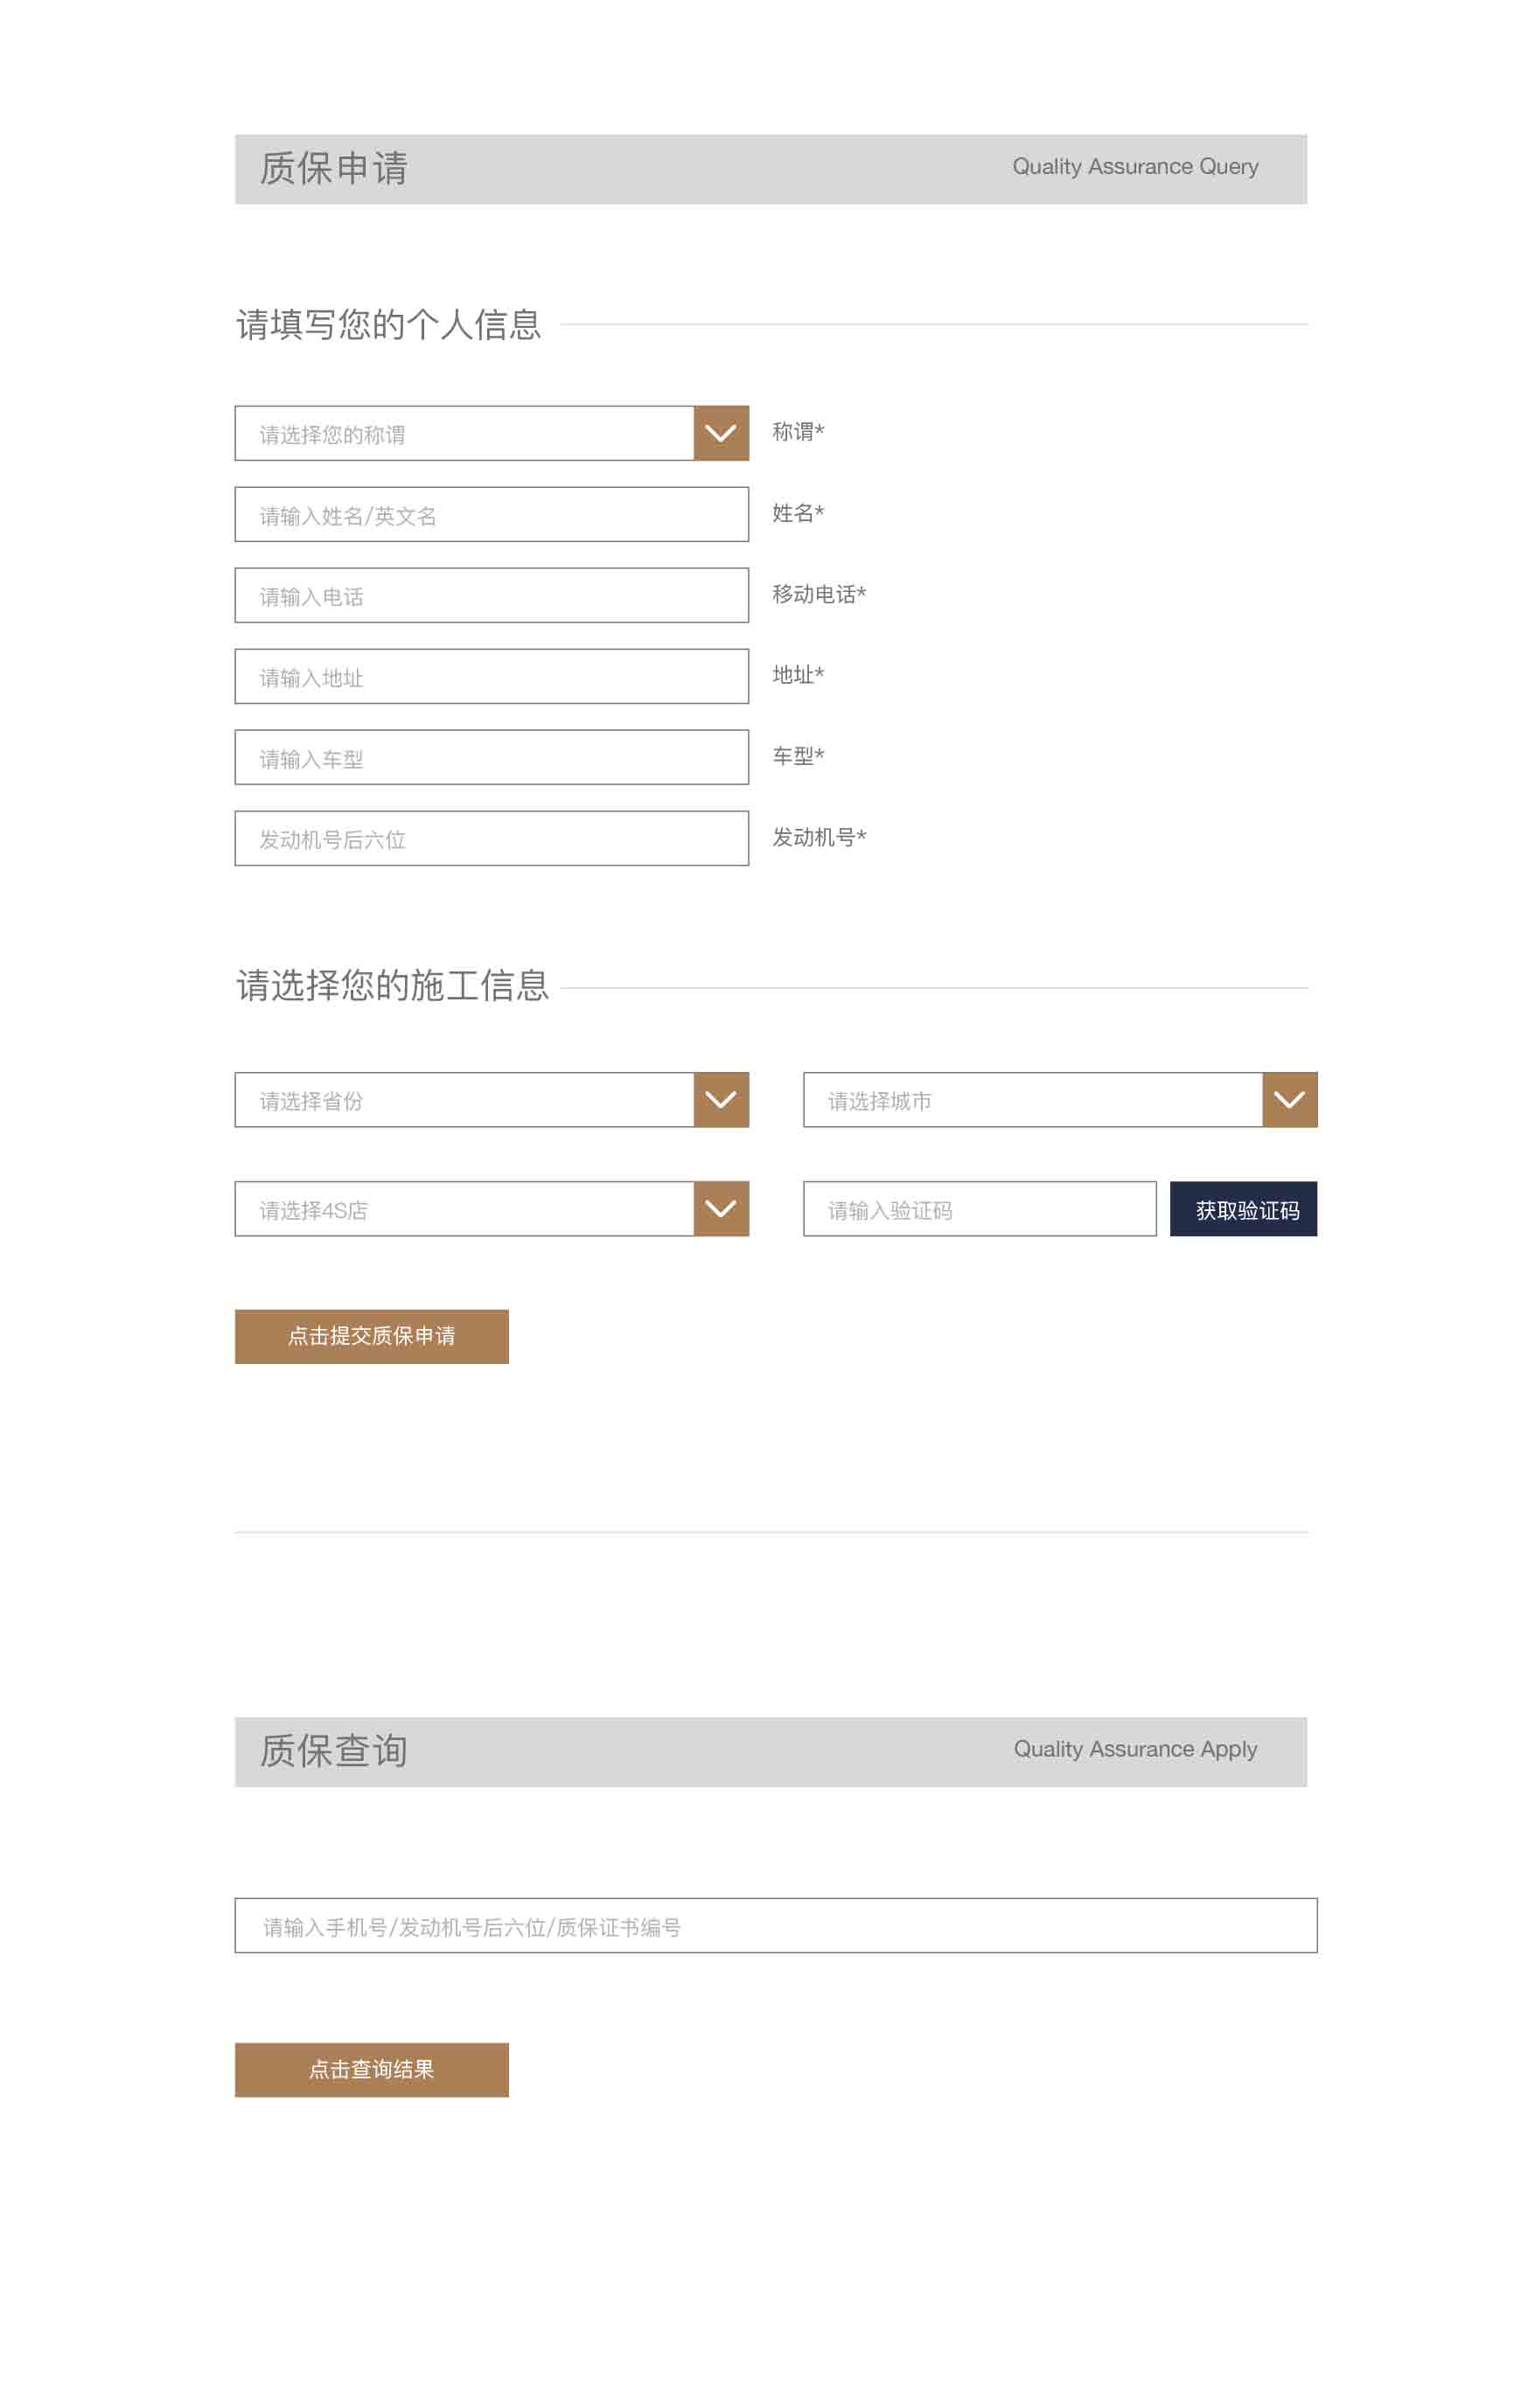 质保申请 Quality Assurance Query
请填写您的个人信息
请选择您的称谓 称谓*
请输入姓名/英文名 姓名*
请输入电话 移动电话*
请输入地址 地址*
请输入车型 车型*
发动机号后六位 发动机号*
请选择您的施工信息
请选择省份 请选择城市
请选择4S店 请输入验证码 获取验证码
点击提交质保申请
质保查询 Quality Assurance Apply
请输入手机号/发动机号后六位/质保证书编号
点击查询结果